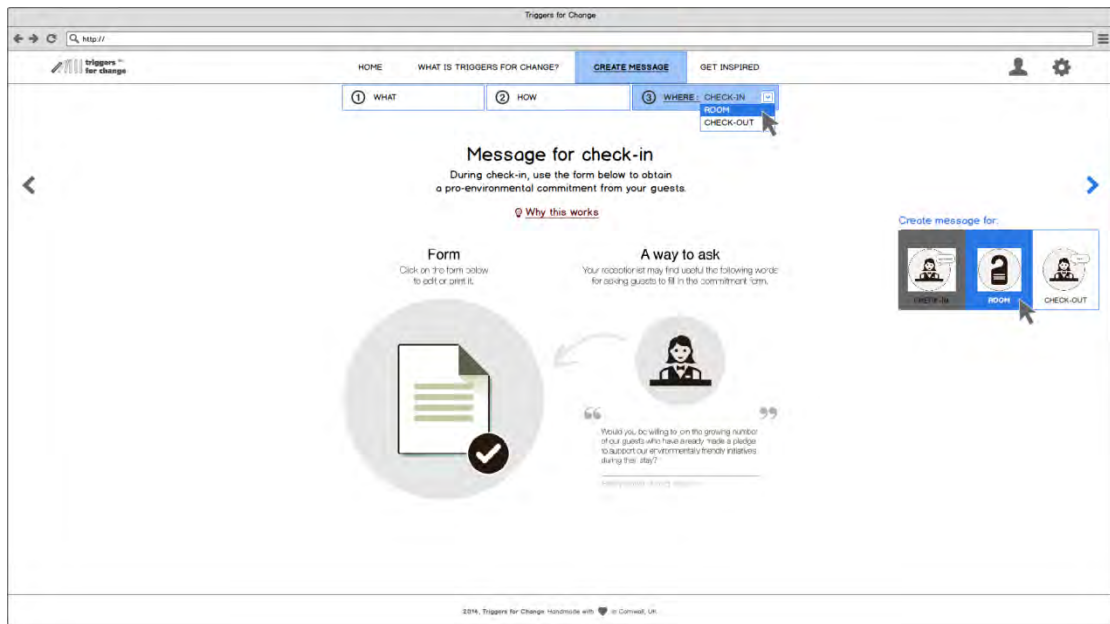 Triggers for Change
http://
triggers
for change
HOME
WHAT IS TRIGGERS FOR CHANGE?
CREATE MESSAGE
GET INSPIRED
1 WHAT
2 HOW
3 WHERE: CHECK-IN
ROOM
CHECK-OUT
Message for check-in
During check-in, use the form below to obtain
a pro-environmental commitment from your guests.
Why this works
Create message for:
CHECK-IN
ROOM
CHECK-OUT
Form
Click on the form below
to edit or print it.
A way to ask
Your receptionist may find useful the following words
for asking guests to fill in the commitment form.
“
”
Would you be willing to join the growing number
of our guests who have already made a pledge
to support our environmentally friendly initiatives
during their stay?
2014, Triggers for Change. Handmade with in Cornwall, UK